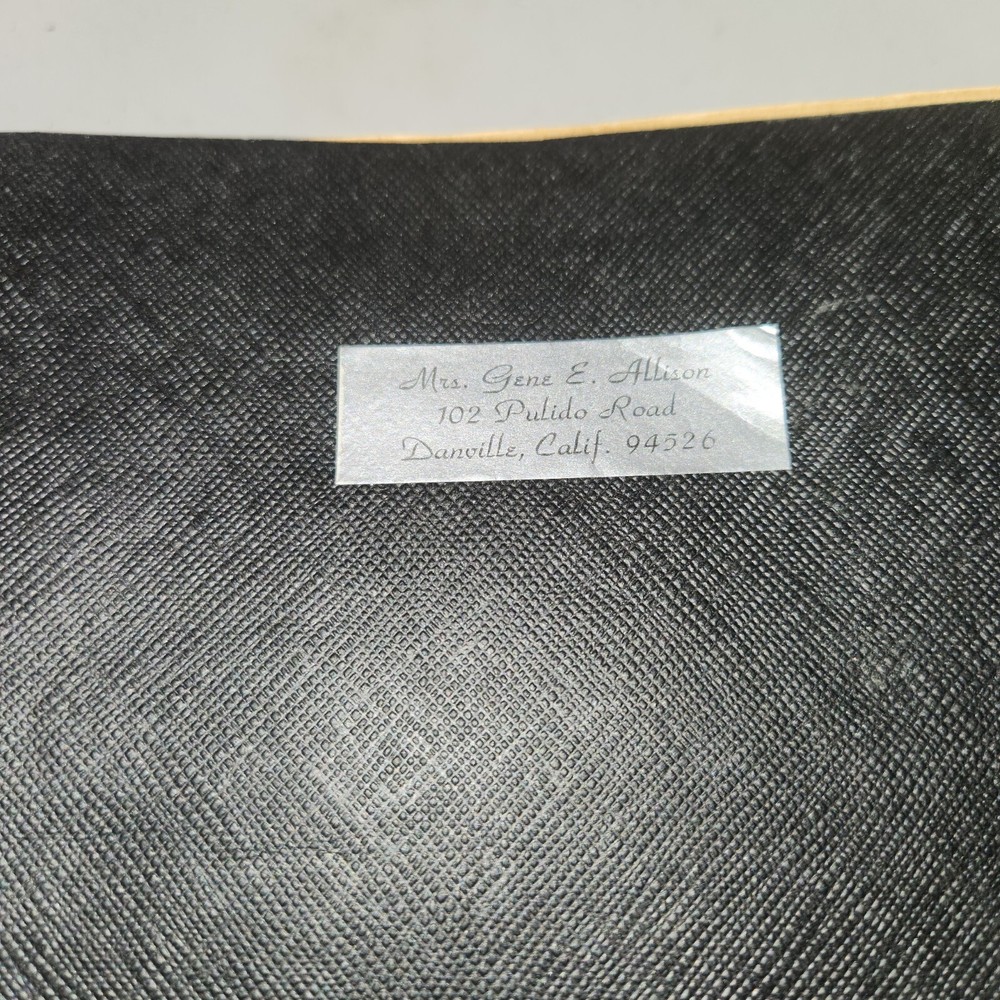 Mrs. Gene E. Allison
102 Pulido Road
Danville, Calif. 94526